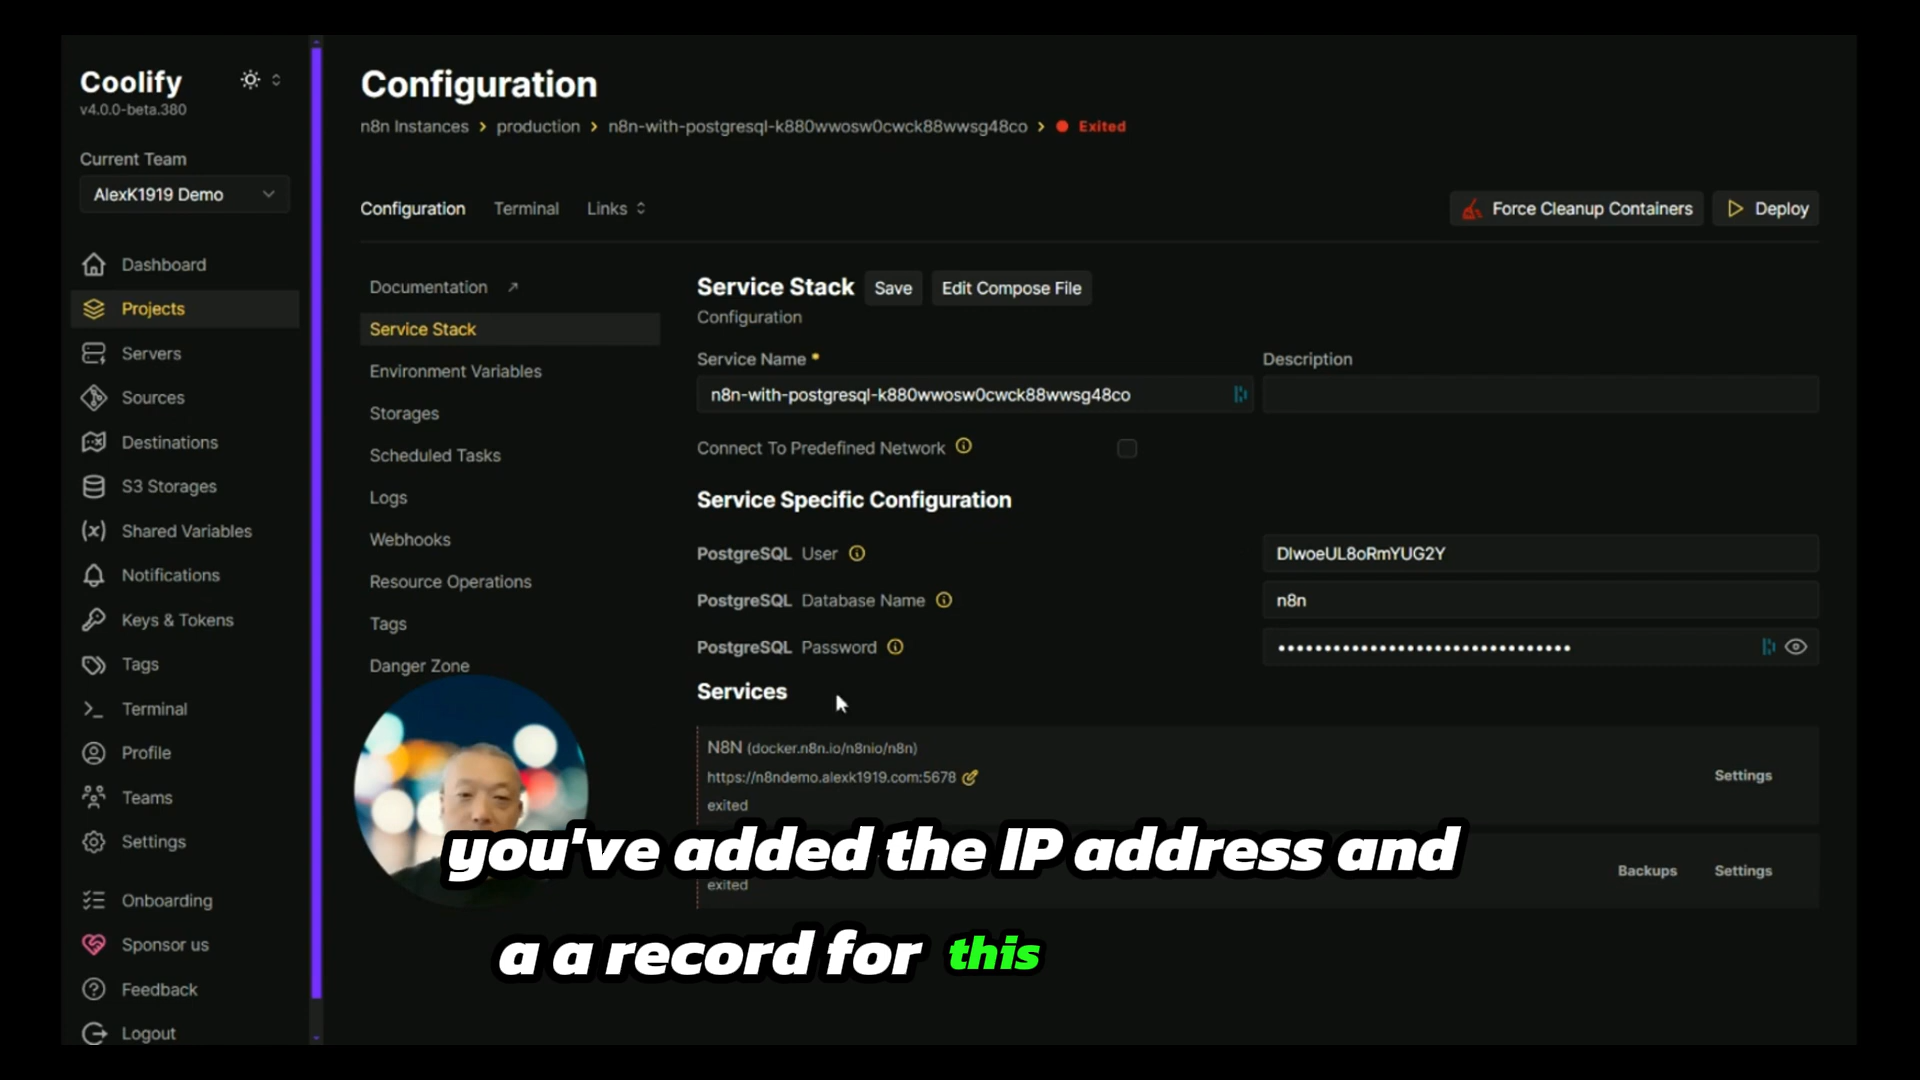 Coolify
v4.0.0-beta.380
Current Team
AlexK1919 Demo
Dashboard
Projects
Servers
Sources
Destinations
S3 Storages
Shared Variables
Notifications
Keys & Tokens
Tags
Terminal
Profile
Teams
Settings
Onboarding
Sponsor us
Feedback
Logout
Configuration
n8n Instances > production > n8n-with-postgresql-k880wwosw0cwck88wwsg48co > Exited
Configuration Terminal Links
Force Cleanup Containers Deploy
Documentation
Service Stack
Environment Variables
Storages
Scheduled Tasks
Logs
Webhooks
Resource Operations
Tags
Danger Zone
Service Stack Save Edit Compose File
Configuration
Service Name * Description
n8n-with-postgresql-k880wwosw0cwck88wwsg48co
Connect To Predefined Network
Service Specific Configuration
PostgreSQL User DlwoeUL8oRmYUG2Y
PostgreSQL Database Name n8n
PostgreSQL Password ••••••••••••••••••••••••••••••••
Services
N8N (docker.n8n.io/n8nio/n8n)
https://n8ndemo.alexk1919.com:5678
exited
Settings
exited
Backups Settings
you've added the IP address and
a a record for this